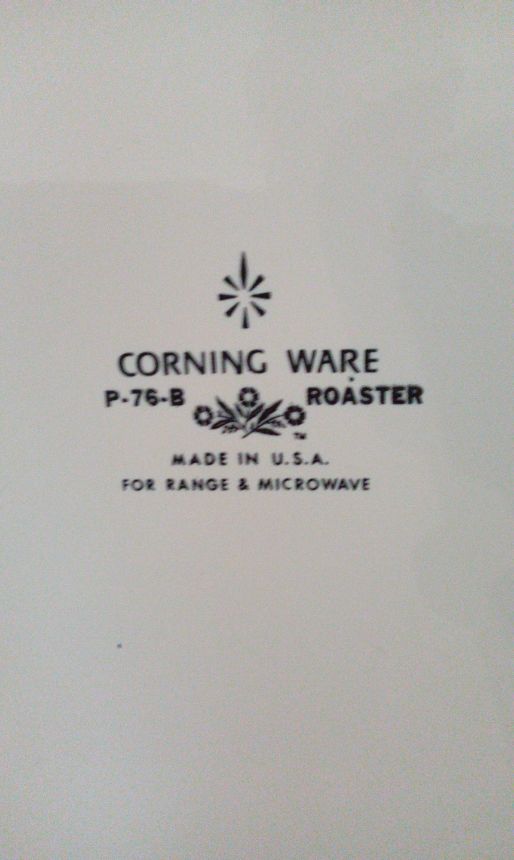 CORNING WARE
P-76-B ROASTER
TM
MADE IN U.S.A.
FOR RANGE & MICROWAVE